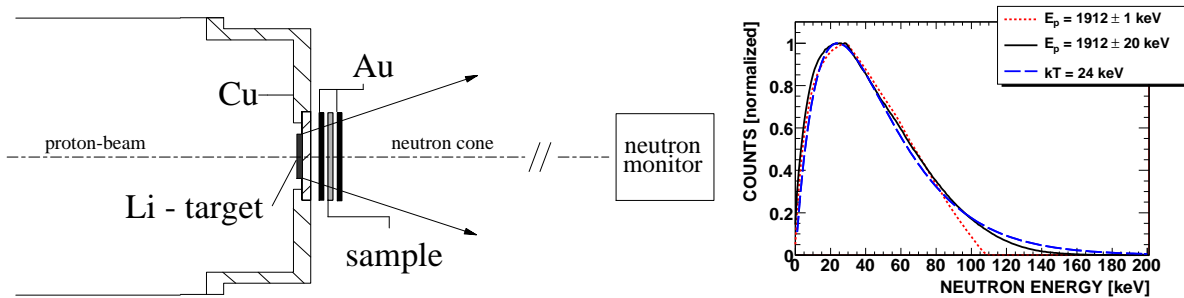 Cu
Au
proton-beam
neutron cone
neutron
monitor
Li - target
sample
COUNTS [normalized]
1
0.8
0.6
0.4
0.2
0
0 20 40 60 80 100 120 140 160 180 200
NEUTRON ENERGY [keV]
E_p = 1912 ± 1 keV
E_p = 1912 ± 20 keV
kT = 24 keV